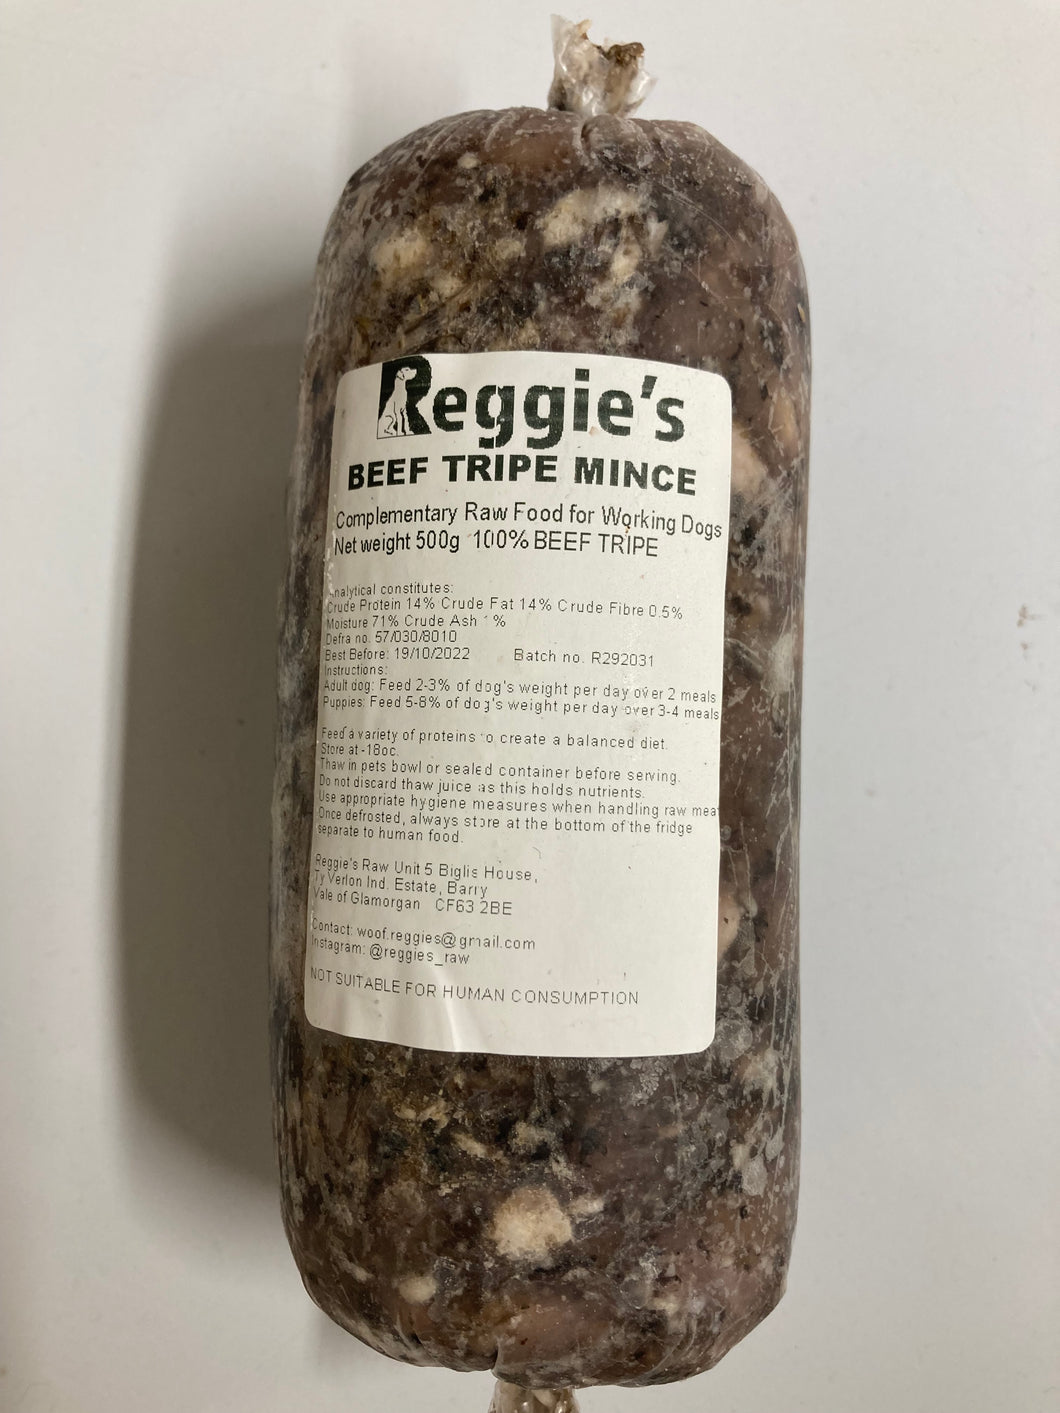 Reggie's
BEEF TRIPE MINCE
Complementary Raw Food for Working Dogs
Net weight 500g 100% BEEF TRIPE
Analytical constitutes:
Crude Protein 14% Crude Fat 14% Crude Fibre 0.5%
Moisture 71% Crude Ash 1%
Defra no. 57/030/8010
Best Before: 19/10/2022 Batch no. R292031
Instructions:
Adult dog: Feed 2-3% of dog's weight per day over 2 meals
Puppies: Feed 5-8% of dog's weight per day over 3-4 meals
Feed a variety of proteins to create a balanced diet.
Store at -18oc.
Thaw in pets bowl or sealed container before serving.
Do not discard thaw juice as this holds nutrients.
Use appropriate hygiene measures when handling raw meat
Once defrosted, always store at the bottom of the fridge
separate to human food.
Reggie's Raw Unit 5 Biglis House,
Ty Verlon Ind. Estate, Barry
Vale of Glamorgan CF63 2BE
Contact: woof.reggies@gmail.com
Instagram: @reggies_raw
NOT SUITABLE FOR HUMAN CONSUMPTION